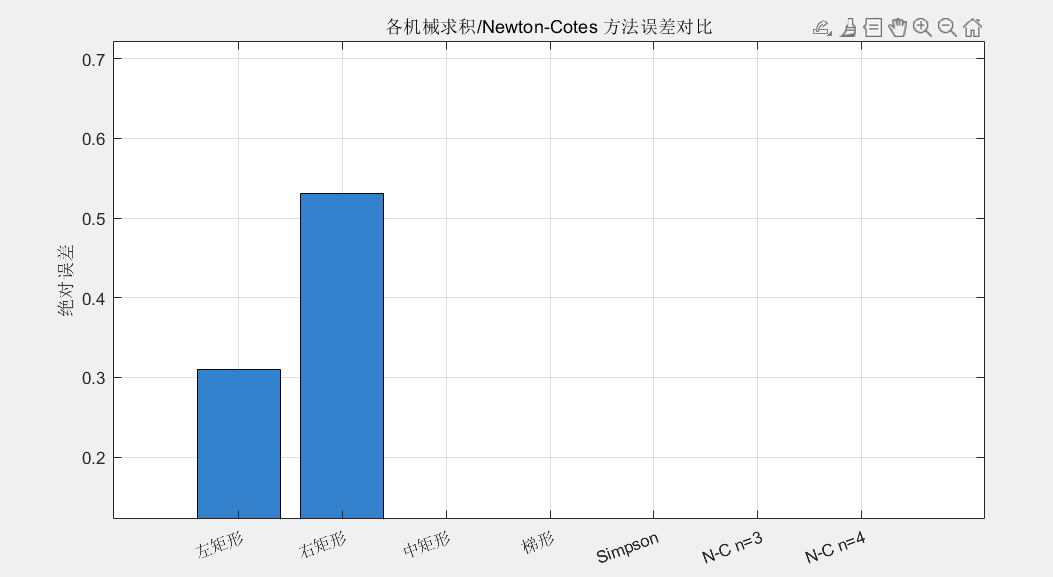 各机械求积/Newton-Cotes 方法误差对比
0.7
0.6
0.5
0.4
0.3
0.2
绝对误差
左矩形
右矩形
中矩形
梯形
Simpson
N-C n=3
N-C n=4